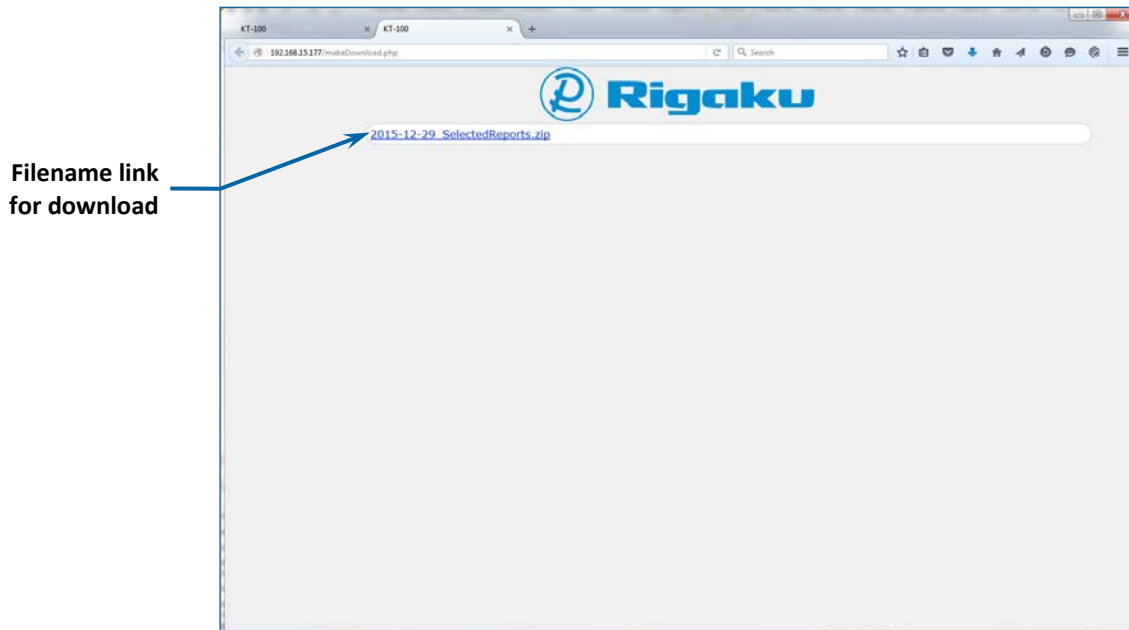 KT-100
KT-100
192.168.15.177/makeDownload.php
Search
Rigaku
2015-12-29_SelectedReports.zip
Filename link
for download